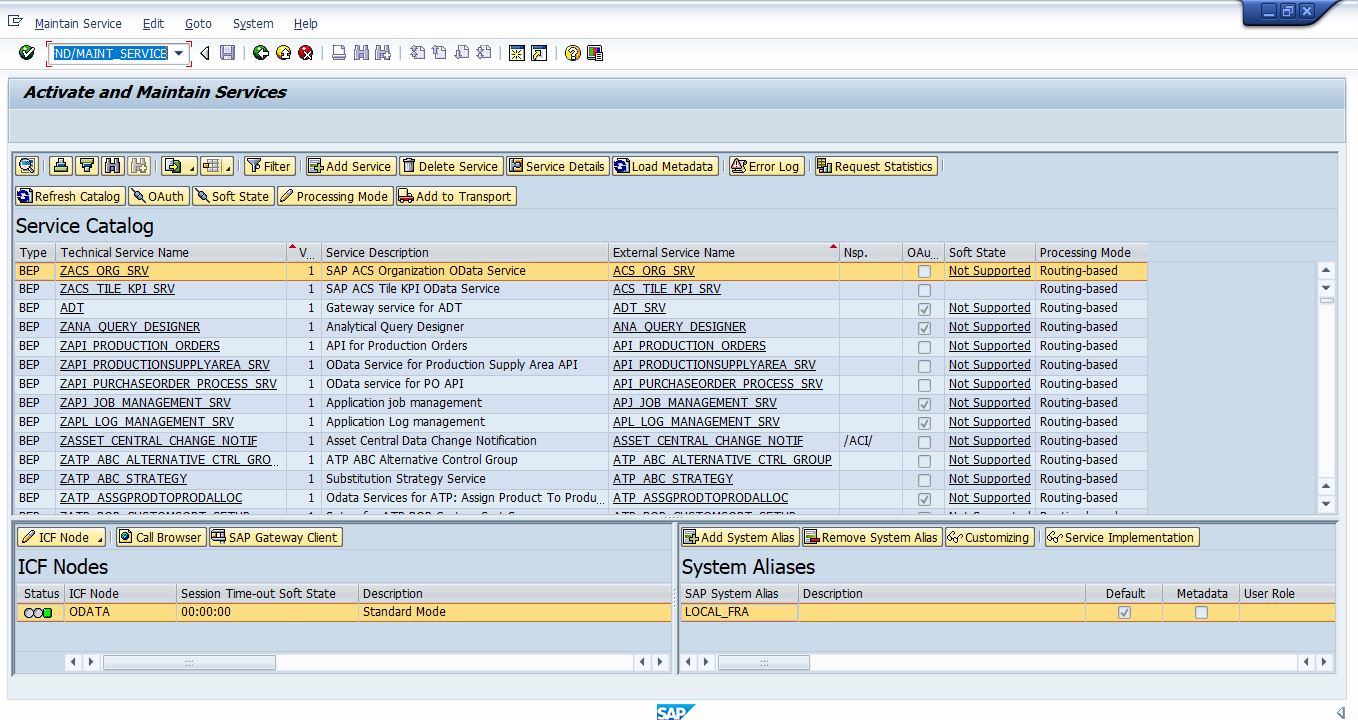 Maintain Service Edit Goto System Help
ND/MAINT_SERVICE
Activate and Maintain Services
Filter Add Service Delete Service Service Details Load Metadata Error Log Request Statistics
Refresh Catalog OAuth Soft State Processing Mode Add to Transport
Service Catalog
Type Technical Service Name V... Service Description External Service Name Nsp. OAu... Soft State Processing Mode
BEP ZACS_ORG_SRV 1 SAP ACS Organization OData Service ACS_ORG_SRV Not Supported Routing-based
BEP ZACS_TILE_KPI_SRV 1 SAP ACS Tile KPI OData Service ACS_TILE_KPI_SRV Routing-based
BEP ADT 1 Gateway service for ADT ADT_SRV Not Supported Routing-based
BEP ZANA_QUERY_DESIGNER 1 Analytical Query Designer ANA_QUERY_DESIGNER Not Supported Routing-based
BEP ZAPI_PRODUCTION_ORDERS 1 API for Production Orders API_PRODUCTION_ORDERS Not Supported Routing-based
BEP ZAPI_PRODUCTIONSUPPLYAREA_SRV 1 OData Service for Production Supply Area API API_PRODUCTIONSUPPLYAREA_SRV Not Supported Routing-based
BEP ZAPI_PURCHASEORDER_PROCESS_SRV 1 OData service for PO API API_PURCHASEORDER_PROCESS_SRV Not Supported Routing-based
BEP ZAPJ_JOB_MANAGEMENT_SRV 1 Application job management APJ_JOB_MANAGEMENT_SRV Not Supported Routing-based
BEP ZAPL_LOG_MANAGEMENT_SRV 1 Application Log management APL_LOG_MANAGEMENT_SRV Not Supported Routing-based
BEP ZASSET_CENTRAL_CHANGE_NOTIF 1 Asset Central Data Change Notification ASSET_CENTRAL_CHANGE_NOTIF /ACI/ Not Supported Routing-based
BEP ZATP_ABC_ALTERNATIVE_CTRL_GRO... 1 ATP ABC Alternative Control Group ATP_ABC_ALTERNATIVE_CTRL_GROUP Not Supported Routing-based
BEP ZATP_ABC_STRATEGY 1 Substitution Strategy Service ATP_ABC_STRATEGY Not Supported Routing-based
BEP ZATP_ASSGPRODTOPRODALLOC 1 Odata Services for ATP: Assign Product To Produ... ATP_ASSGPRODTOPRODALLOC Not Supported Routing-based
ICF Node Call Browser SAP Gateway Client
ICF Nodes
Status ICF Node Session Time-out Soft State Description
ODATA 00:00:00 Standard Mode
Add System Alias Remove System Alias Customizing Service Implementation
System Aliases
SAP System Alias Description Default Metadata User Role
LOCAL_FRA
SAP